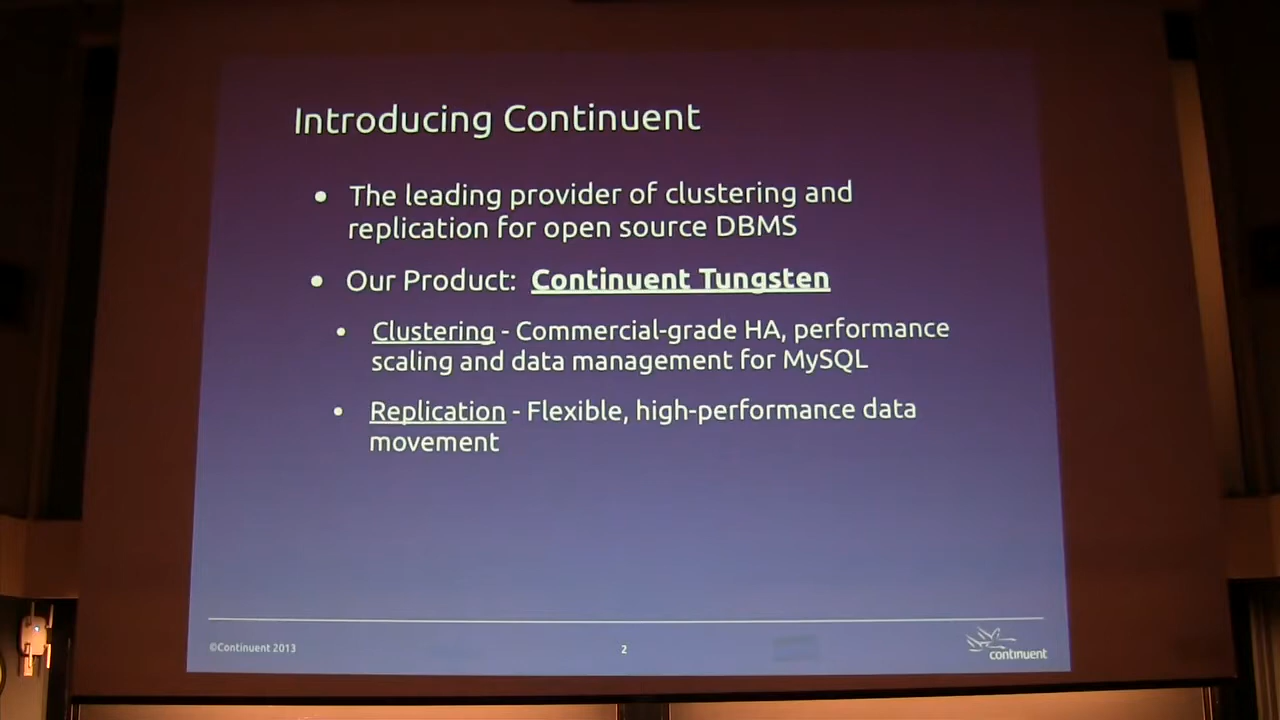 Introducing Continuent
• The leading provider of clustering and
replication for open source DBMS
• Our Product: Continuent Tungsten
• Clustering - Commercial-grade HA, performance
scaling and data management for MySQL
• Replication - Flexible, high-performance data
movement
©Continuent 2013
2
continuent